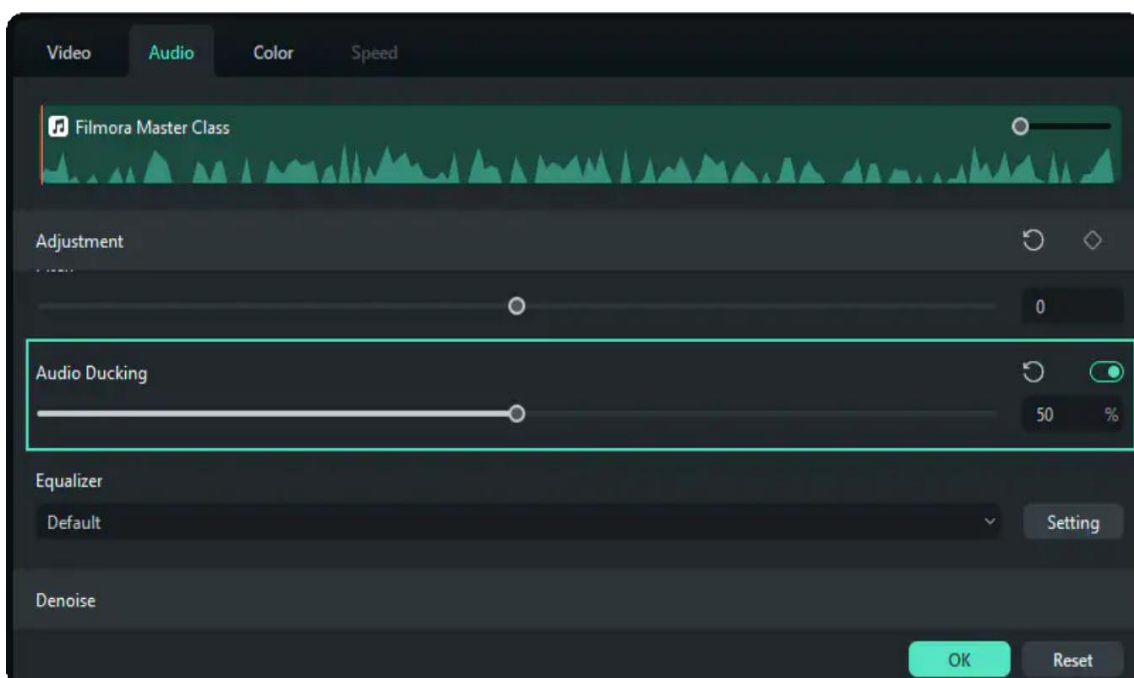 Video Audio Color Speed
Filmora Master Class
Adjustment
0
Audio Ducking
50 %
Equalizer
Default
Setting
Denoise
OK Reset